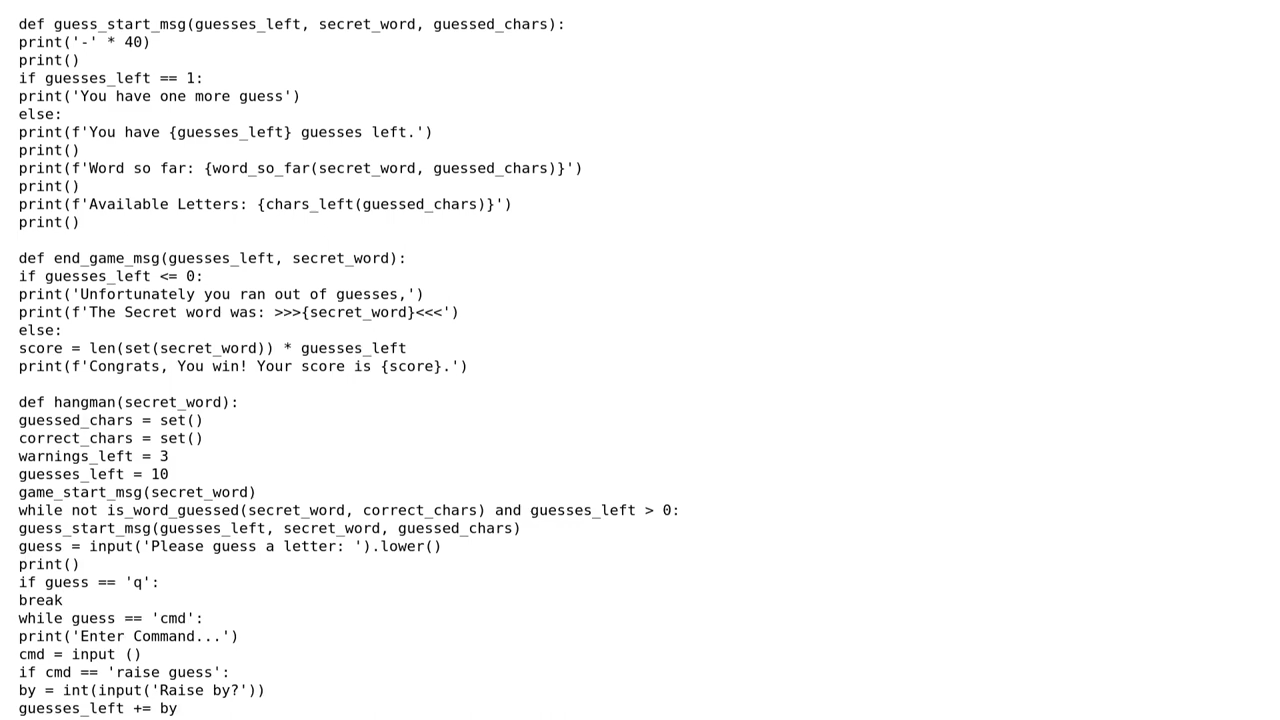 def guess_start_msg(guesses_left, secret_word, guessed_chars):
print('-' * 40)
print()
if guesses_left == 1:
print('You have one more guess')
else:
print(f'You have {guesses_left} guesses left.')
print()
print(f'Word so far: {word_so_far(secret_word, guessed_chars)}')
print()
print(f'Available Letters: {chars_left(guessed_chars)}')
print()

def end_game_msg(guesses_left, secret_word):
if guesses_left <= 0:
print('Unfortunately you ran out of guesses,')
print(f'The Secret word was: >>>{secret_word}<<<')
else:
score = len(set(secret_word)) * guesses_left
print(f'Congrats, You win! Your score is {score}.')

def hangman(secret_word):
guessed_chars = set()
correct_chars = set()
warnings_left = 3
guesses_left = 10
game_start_msg(secret_word)
while not is_word_guessed(secret_word, correct_chars) and guesses_left > 0:
guess_start_msg(guesses_left, secret_word, guessed_chars)
guess = input('Please guess a letter: ').lower()
print()
if guess == 'q':
break
while guess == 'cmd':
print('Enter Command...')
cmd = input ()
if cmd == 'raise guess':
by = int(input('Raise by?'))
guesses_left += by